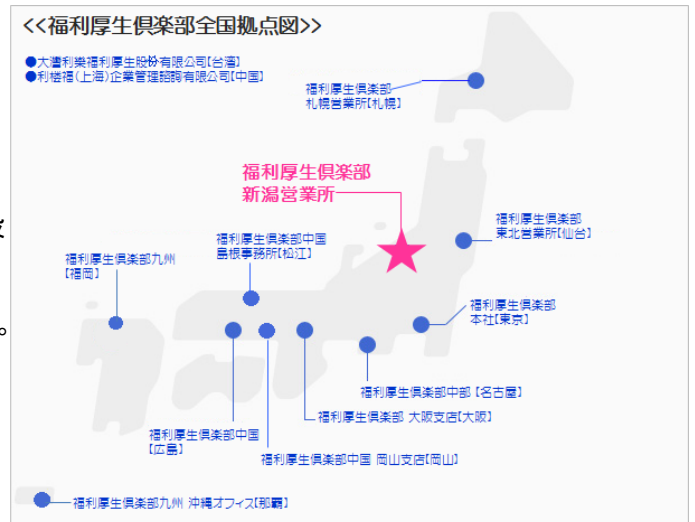 <<福利厚生倶楽部全国拠点図>>
●大灃利樂福利厚生股份有限公司【台湾】
●利楼福(上海)企業管理諮詢有限公司【中国】
福利厚生倶楽部
札幌営業所【札幌】
福利厚生倶楽部
新潟営業所
福利厚生倶楽部
東北営業所【仙台】
福利厚生倶楽部中国
島根事務所【松江】
福利厚生倶楽部九州
【福岡】
福利厚生倶楽部
本社【東京】
福利厚生倶楽部中部【名古屋】
福利厚生倶楽部 大阪支店【大阪】
福利厚生倶楽部中国
【広島】
福利厚生倶楽部中国 岡山支店【岡山】
福利厚生倶楽部九州 沖縄オフィス【那覇】
。